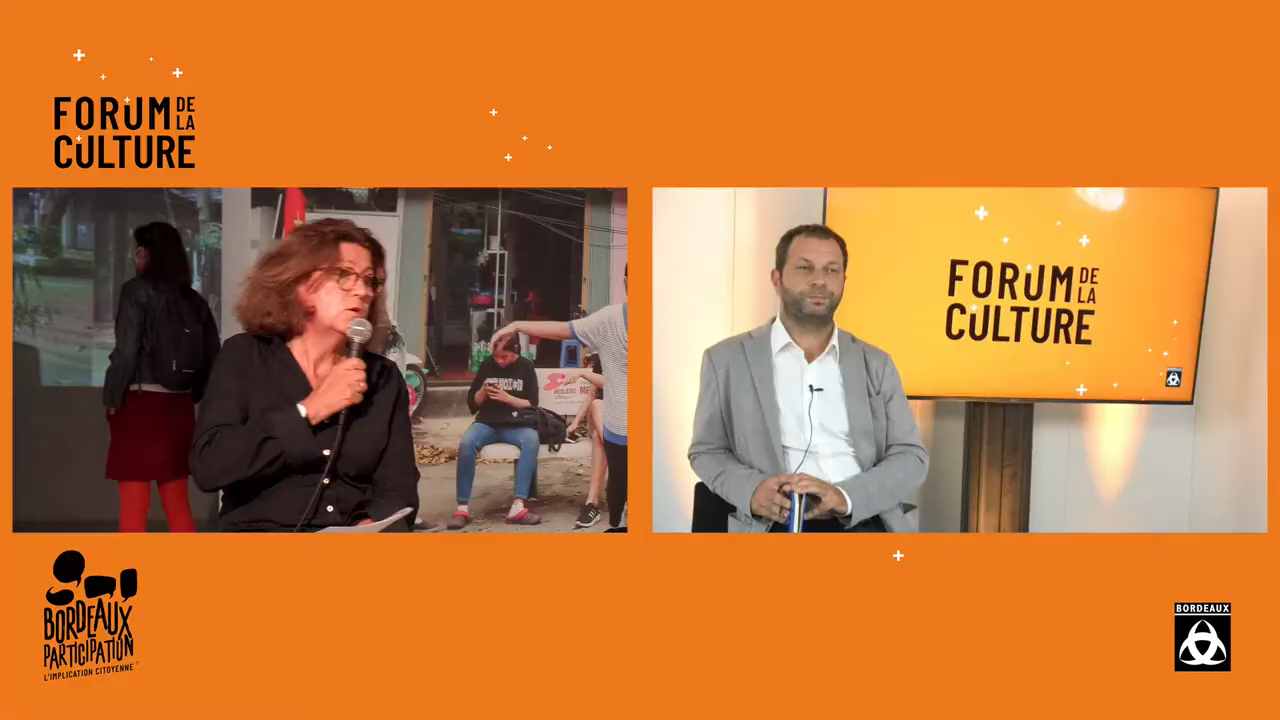 FORUM DE LA
CULTURE
FORUM DE LA
CULTURE
BORDEAUX
PARTICIPATION
L'IMPLICATION CITOYENNE
BORDEAUX